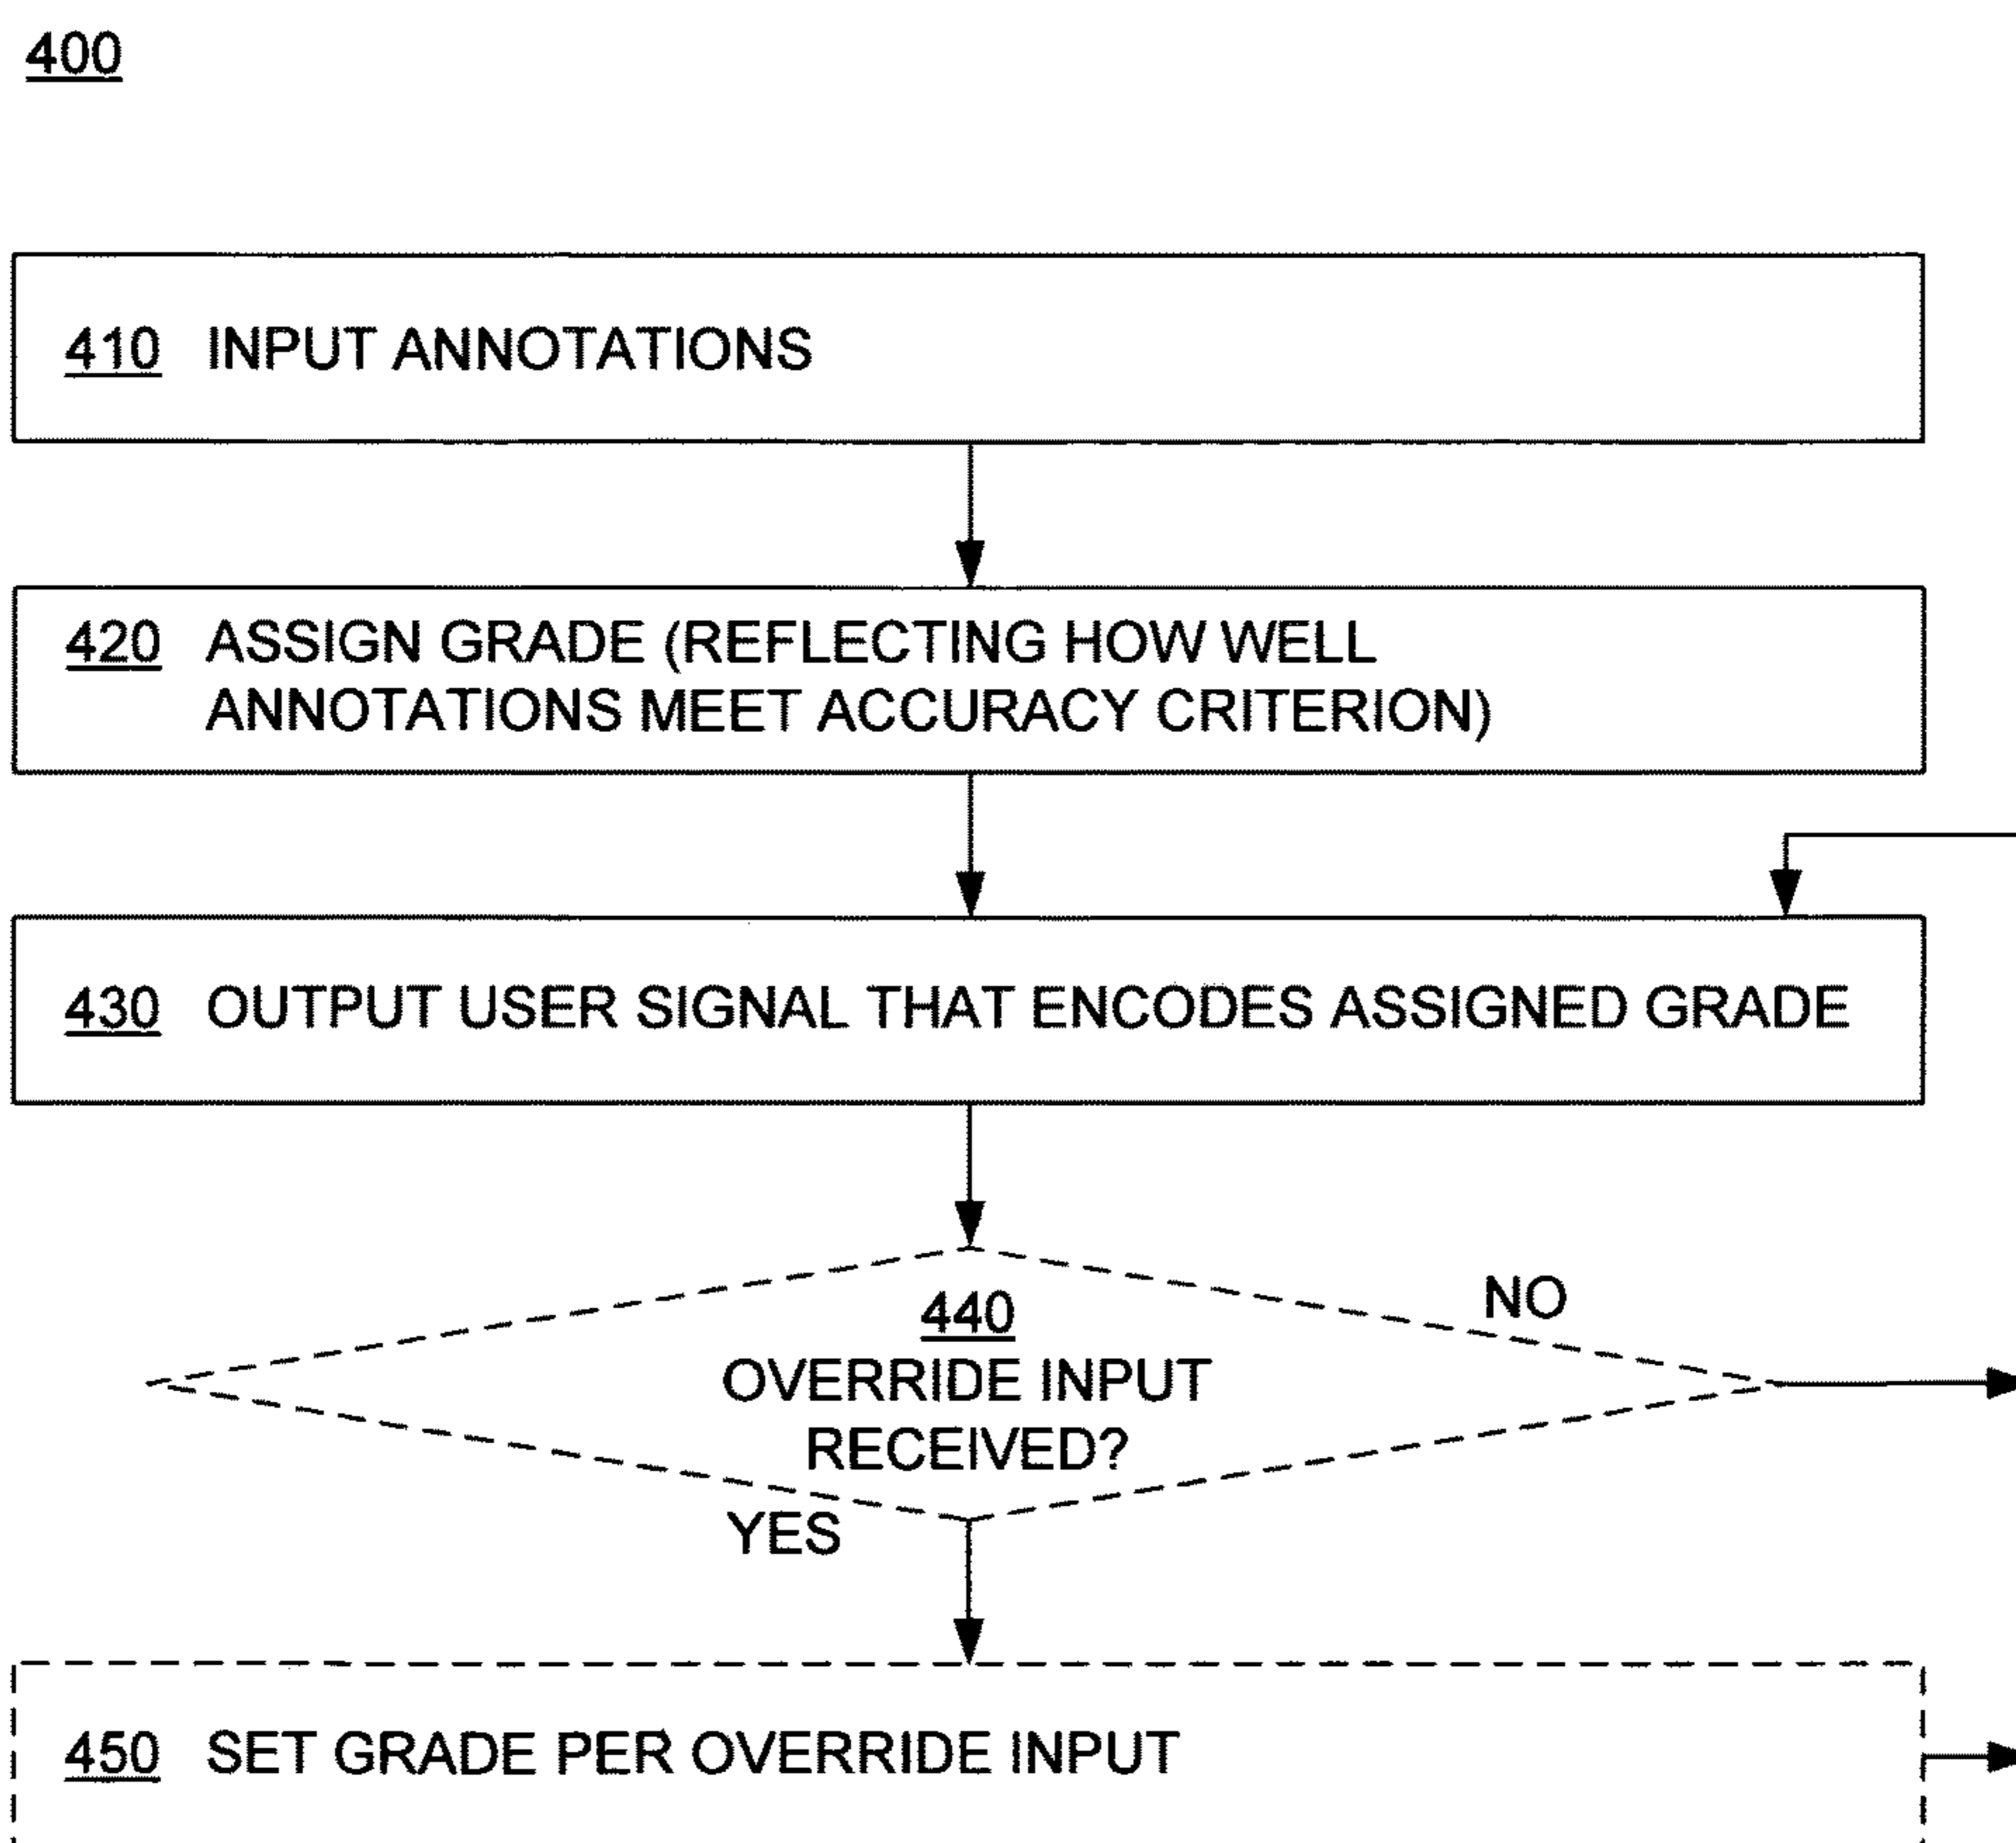 400
410 INPUT ANNOTATIONS
420 ASSIGN GRADE (REFLECTING HOW WELL
ANNOTATIONS MEET ACCURACY CRITERION)
430 OUTPUT USER SIGNAL THAT ENCODES ASSIGNED GRADE
440
NO
OVERRIDE INPUT
RECEIVED?
YES
450 SET GRADE PER OVERRIDE INPUT